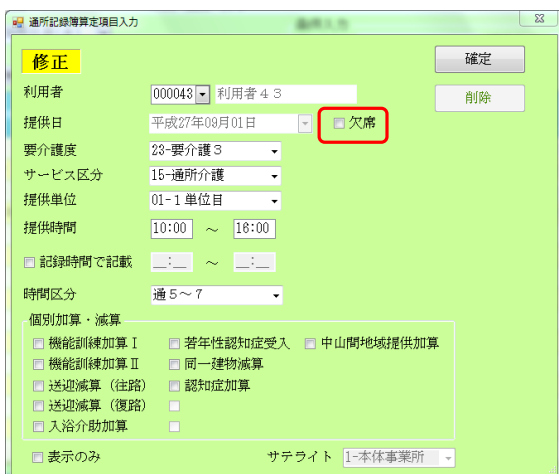 通所記録簿算定項目入力
修正
確定
利用者 000043 利用者43
削除
提供日 平成27年09月01日 欠席
要介護度 23-要介護3
サービス区分 15-通所介護
提供単位 01-1単位目
提供時間 10:00 ～ 16:00
記録時間で記載 __:__ ～ __:__
時間区分 通5～7
個別加算・減算
機能訓練加算Ⅰ 若年性認知症受入 中山間地域提供加算
機能訓練加算Ⅱ 同一建物減算
送迎減算（往路） 認知症加算
送迎減算（復路）
入浴介助加算
表示のみ サテライト 1-本体事業所